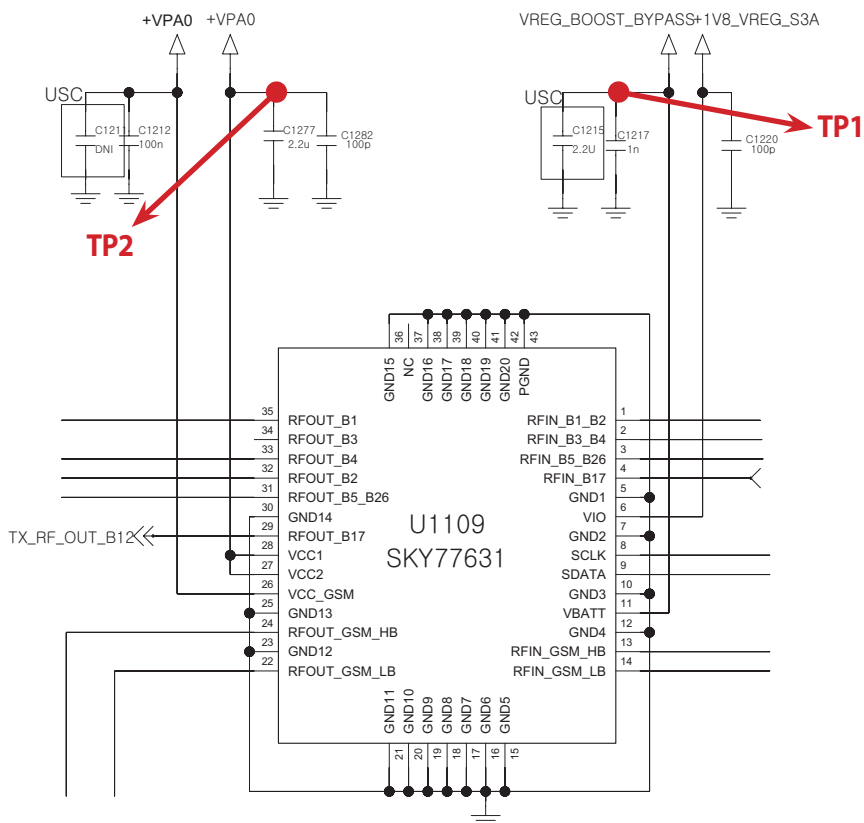 +VPA0 +VPA0
VREG_BOOST_BYPASS +1V8_VREG_S3A
USC
C1211
DNI
C1212
100n
C1277
2.2u
C1282
100p
USC
C1215
2.2U
C1217
1n
C1220
100p
TP1
TP2
36 37 38 39 40 41 42 43
GND15 NC GND16 GND17 GND18 GND19 GND20 PGND
35 RFOUT_B1
34 RFOUT_B3
33 RFOUT_B4
32 RFOUT_B2
31 RFOUT_B5_B26
30 GND14
TX_RF_OUT_B12 29 RFOUT_B17
28 VCC1
27 VCC2
26 VCC_GSM
25 GND13
24 RFOUT_GSM_HB
23 GND12
22 RFOUT_GSM_LB
U1109
SKY77631
RFIN_B1_B2 1
RFIN_B3_B4 2
RFIN_B5_B26 3
RFIN_B17 4
GND1 5
VIO 6
GND2 7
SCLK 8
SDATA 9
GND3 10
VBATT 11
GND4 12
RFIN_GSM_HB 13
RFIN_GSM_LB 14
GND11 GND10 GND9 GND8 GND7 GND6 GND5
21 20 19 18 17 16 15